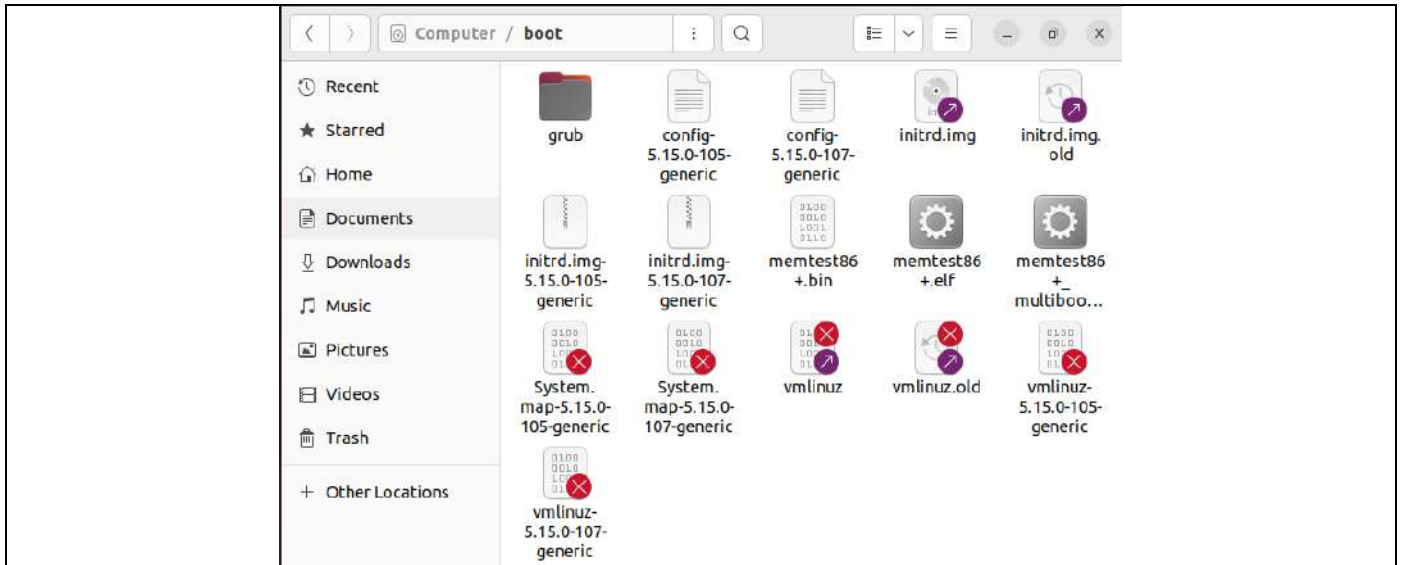 Computer / boot
Recent
Starred
Home
Documents
Downloads
Music
Pictures
Videos
Trash
+ Other Locations
grub
config-
5.15.0-105-
generic
config-
5.15.0-107-
generic
initrd.img
initrd.img.
old
initrd.img-
5.15.0-105-
generic
initrd.img-
5.15.0-107-
generic
memtest86
+.bin
memtest86
+.elf
memtest86
+_
multiboo...
System.
map-5.15.0-
105-generic
System.
map-5.15.0-
107-generic
vmlinuz
vmlinuz.old
vmlinuz-
5.15.0-105-
generic
vmlinuz-
5.15.0-107-
generic